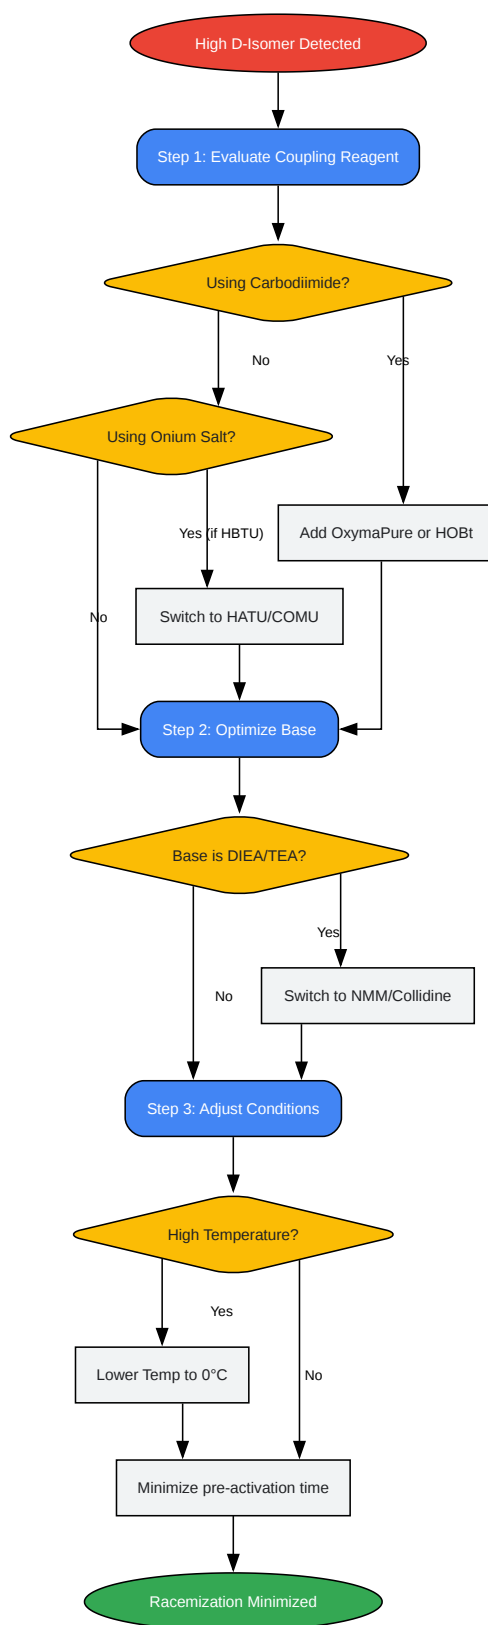 High D-Isomer Detected
Step 1: Evaluate Coupling Reagent
Using Carbodiimide?
No
Yes
Using Onium Salt?
Yes (if HBTU)
Add OxymaPure or HOBt
No
Switch to HATU/COMU
Step 2: Optimize Base
Base is DIEA/TEA?
Yes
No
Switch to NMM/Collidine
Step 3: Adjust Conditions
High Temperature?
Yes
Lower Temp to 0°C
No
Minimize pre-activation time
Racemization Minimized